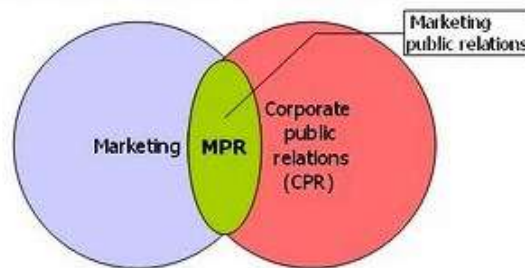 Marketing
public relations
Marketing
MPR
Corporate
public
relations
(CPR)